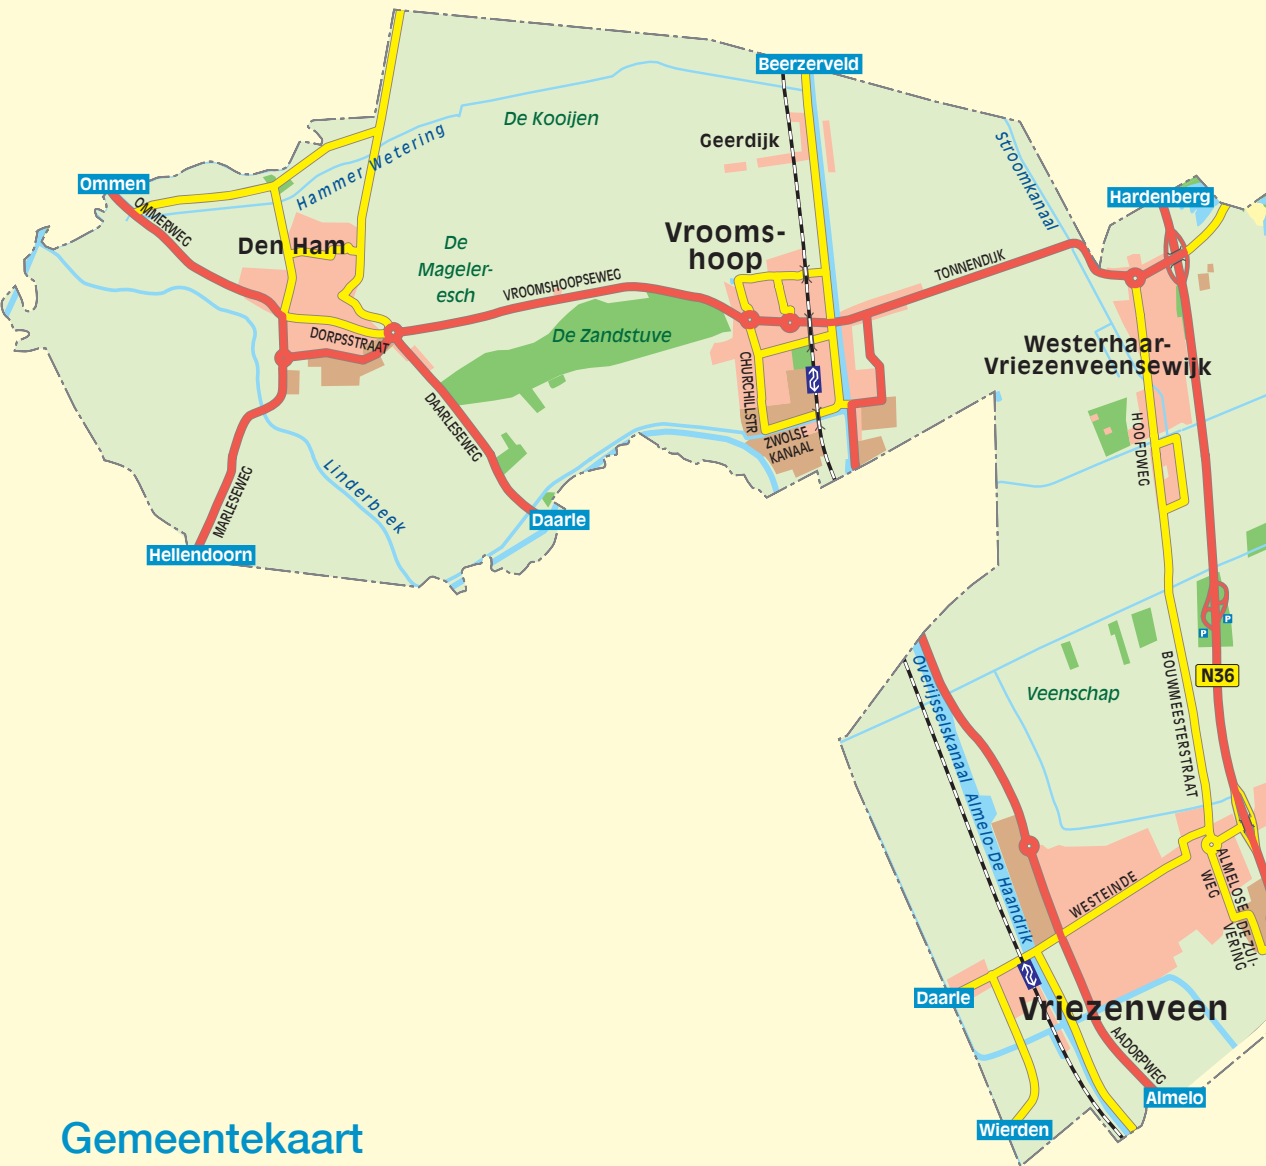 Beerzerveld
De Kooijen
Geerdijk
Hammer Wetering
Stroomkanaal
Ommen
OMMERWEG
Hardenberg
Den Ham
De
Mageler-
esch
Vrooms-
hoop
VROOMSHOOPSEWEG
TONNENDIJK
DORPSSTRAAT
De Zandstuve
Westerhaar-
Vriezenveensewijk
CHURCHILLSTR
DAARLESEWEG
ZWOLSE
KANAAL
HOOFDWEG
MARLESEWEG
Linderbeek
Daarle
Hellendoorn
P
P
N36
Overijsselskanaal Almelo-De Haandrik
Veenschap
BOUWMEESTERSTRAAT
WESTEINDE
ALMELOSE
WEG
DE ZUI-
VERING
Daarle
Vriezenveen
AADORPWEG
Almelo
Wierden
Gemeentekaart